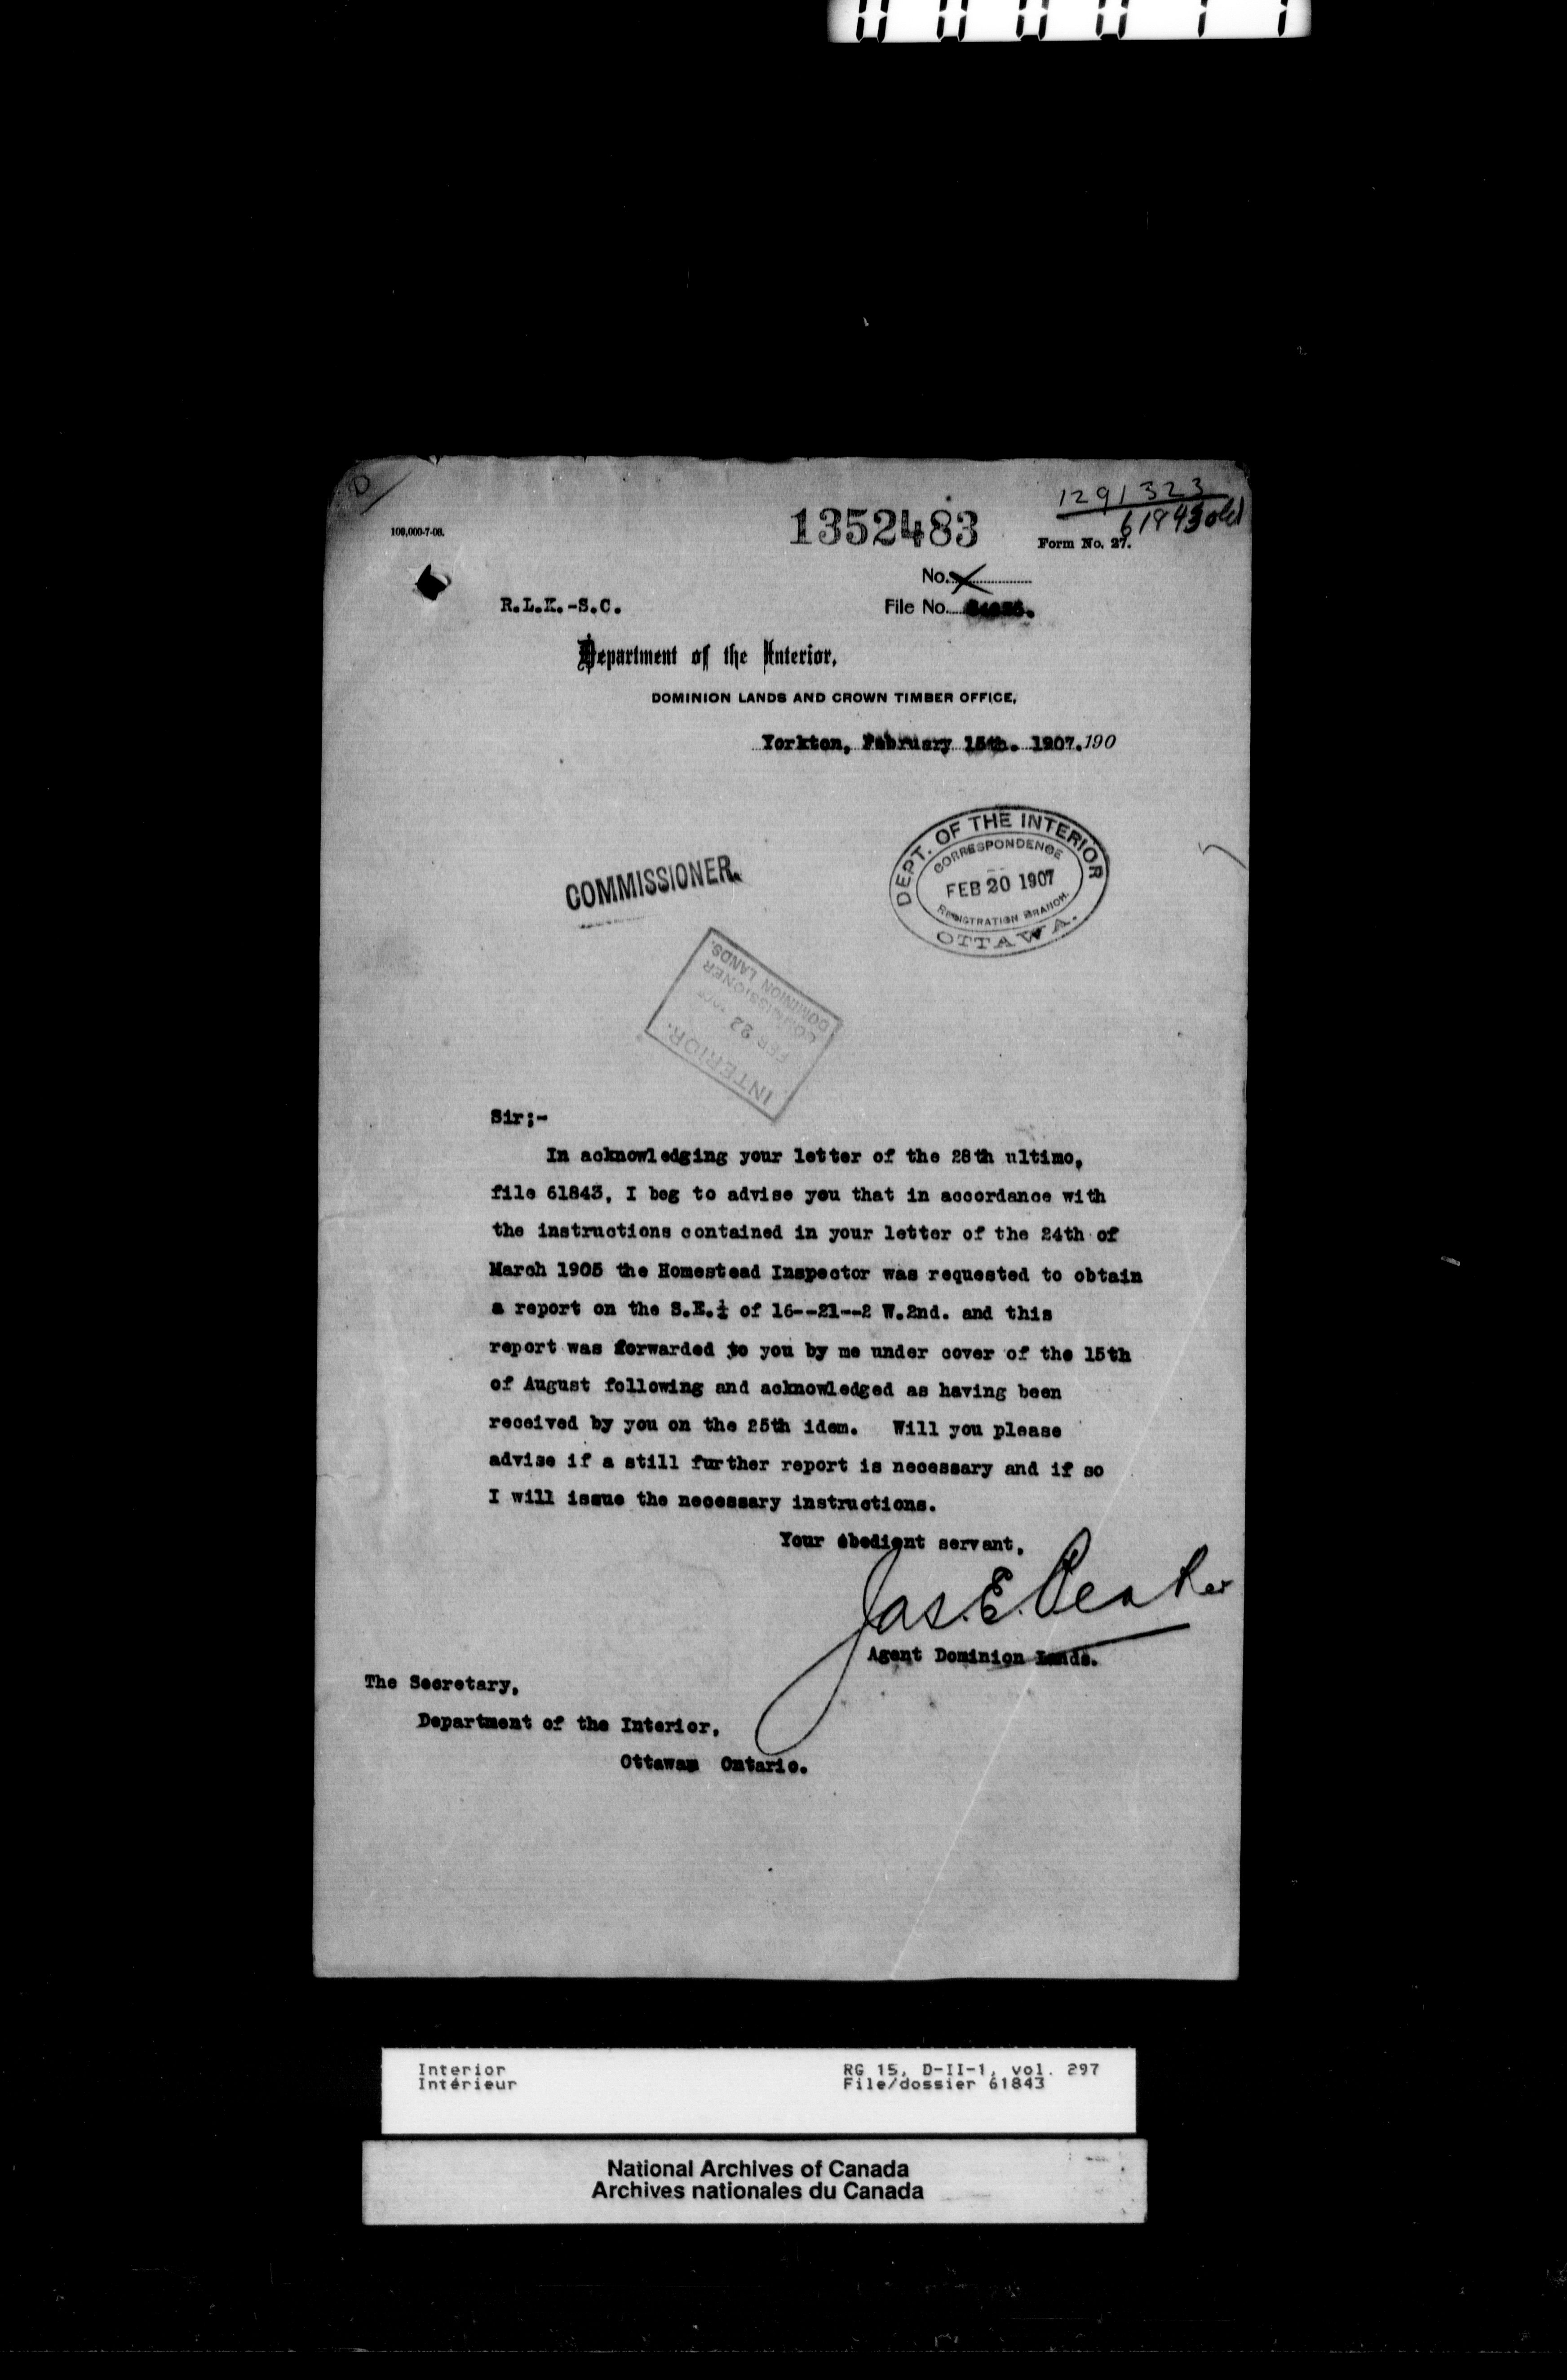 D
1291323
61843 old
1352483
100,000-7-06.
Form No. 27.
No.
R.L.K.-S.C.
File No.
Department of the Interior,
DOMINION LANDS AND CROWN TIMBER OFFICE,
Yorkton, February 15th. 1907. 190
DEPT. OF THE INTERIOR
CORRESPONDENCE
FEB 20 1907
REGISTRATION BRANCH.
OTTAWA.
COMMISSIONER.
INTERIOR.
FEB 22
COMMISSIONER
DOMINION LANDS.
Sir;-
In acknowledging your letter of the 28th ultimo,
file 61843, I beg to advise you that in accordance with
the instructions contained in your letter of the 24th of
March 1905 the Homestead Inspector was requested to obtain
a report on the S.E.¼ of 16--21--2 W.2nd. and this
report was forwarded to you by me under cover of the 15th
of August following and acknowledged as having been
received by you on the 25th idem. Will you please
advise if a still further report is necessary and if so
I will issue the necessary instructions.
Your obedient servant,
Jas. E. Peaker
Agent Dominion Lands.
The Secretary,
Department of the Interior,
Ottawam Ontario.
Interior
Intérieur
RG 15, D-II-1, vol. 297
File/dossier 61843
National Archives of Canada
Archives nationales du Canada